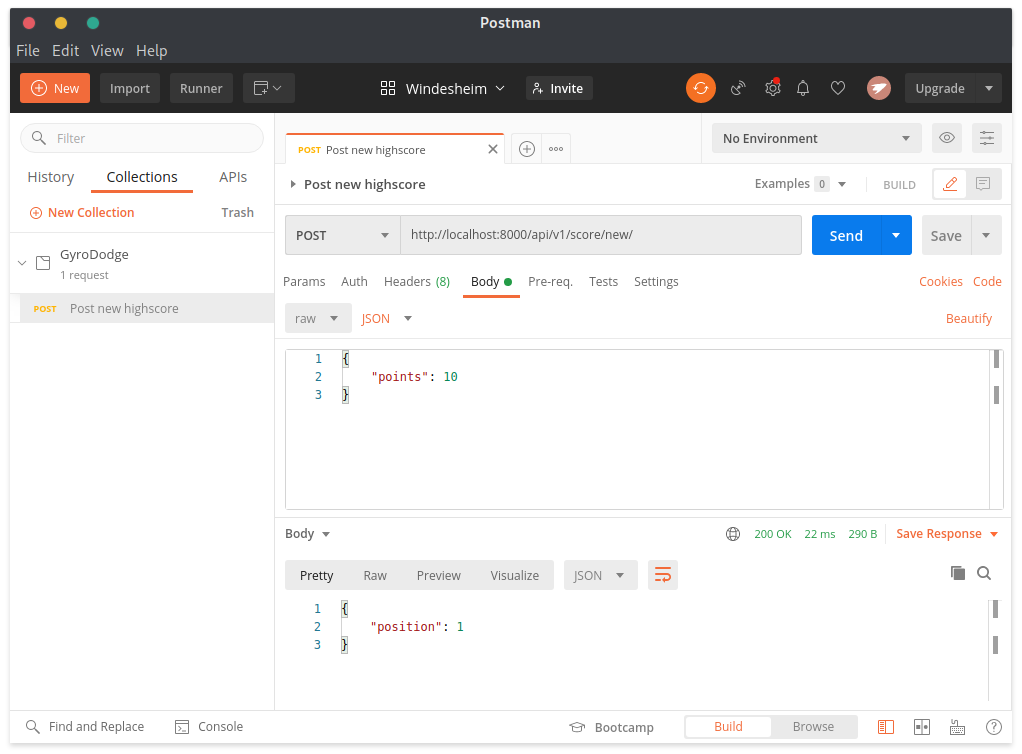 Postman
File Edit View Help
New Import Runner Windesheim Invite Upgrade
Filter
History Collections APIs
New Collection Trash
GyroDodge
1 request
POST Post new highscore
POST Post new highscore
No Environment
Post new highscore Examples 0 BUILD
POST http://localhost:8000/api/v1/score/new/ Send Save
Params Auth Headers (8) Body Pre-req. Tests Settings Cookies Code
raw JSON Beautify
1 {
2 "points": 10
3 }
Body 200 OK 22 ms 290 B Save Response
Pretty Raw Preview Visualize JSON
1 {
2 "position": 1
3 }
Find and Replace Console Bootcamp Build Browse